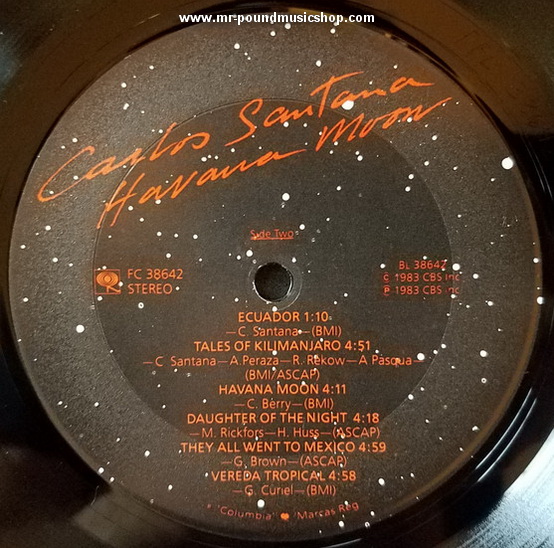 www.mr-poundmusicshop.com
Carlos Santana
Havana Moon
Side Two
FC 38642
STEREO
BL 38642
© 1983 CBS Inc
℗ 1983 CBS Inc
ECUADOR 1:10
—C. Santana—(BMI)
TALES OF KILIMANJARO 4:51
—C Santana—A.Peraza—R. Rekow—A Pasqua—
(BMI/ASCAP)
HAVANA MOON 4:11
—C. Berry—(BMI)
DAUGHTER OF THE NIGHT 4:18
—M. Rickfors—H. Huss—(ASCAP)
THEY ALL WENT TO MEXICO 4:59
—G. Brown—(ASCAP)
VEREDA TROPICAL 4:58
—G. Curiel—(BMI)
"Columbia" Marcas Reg